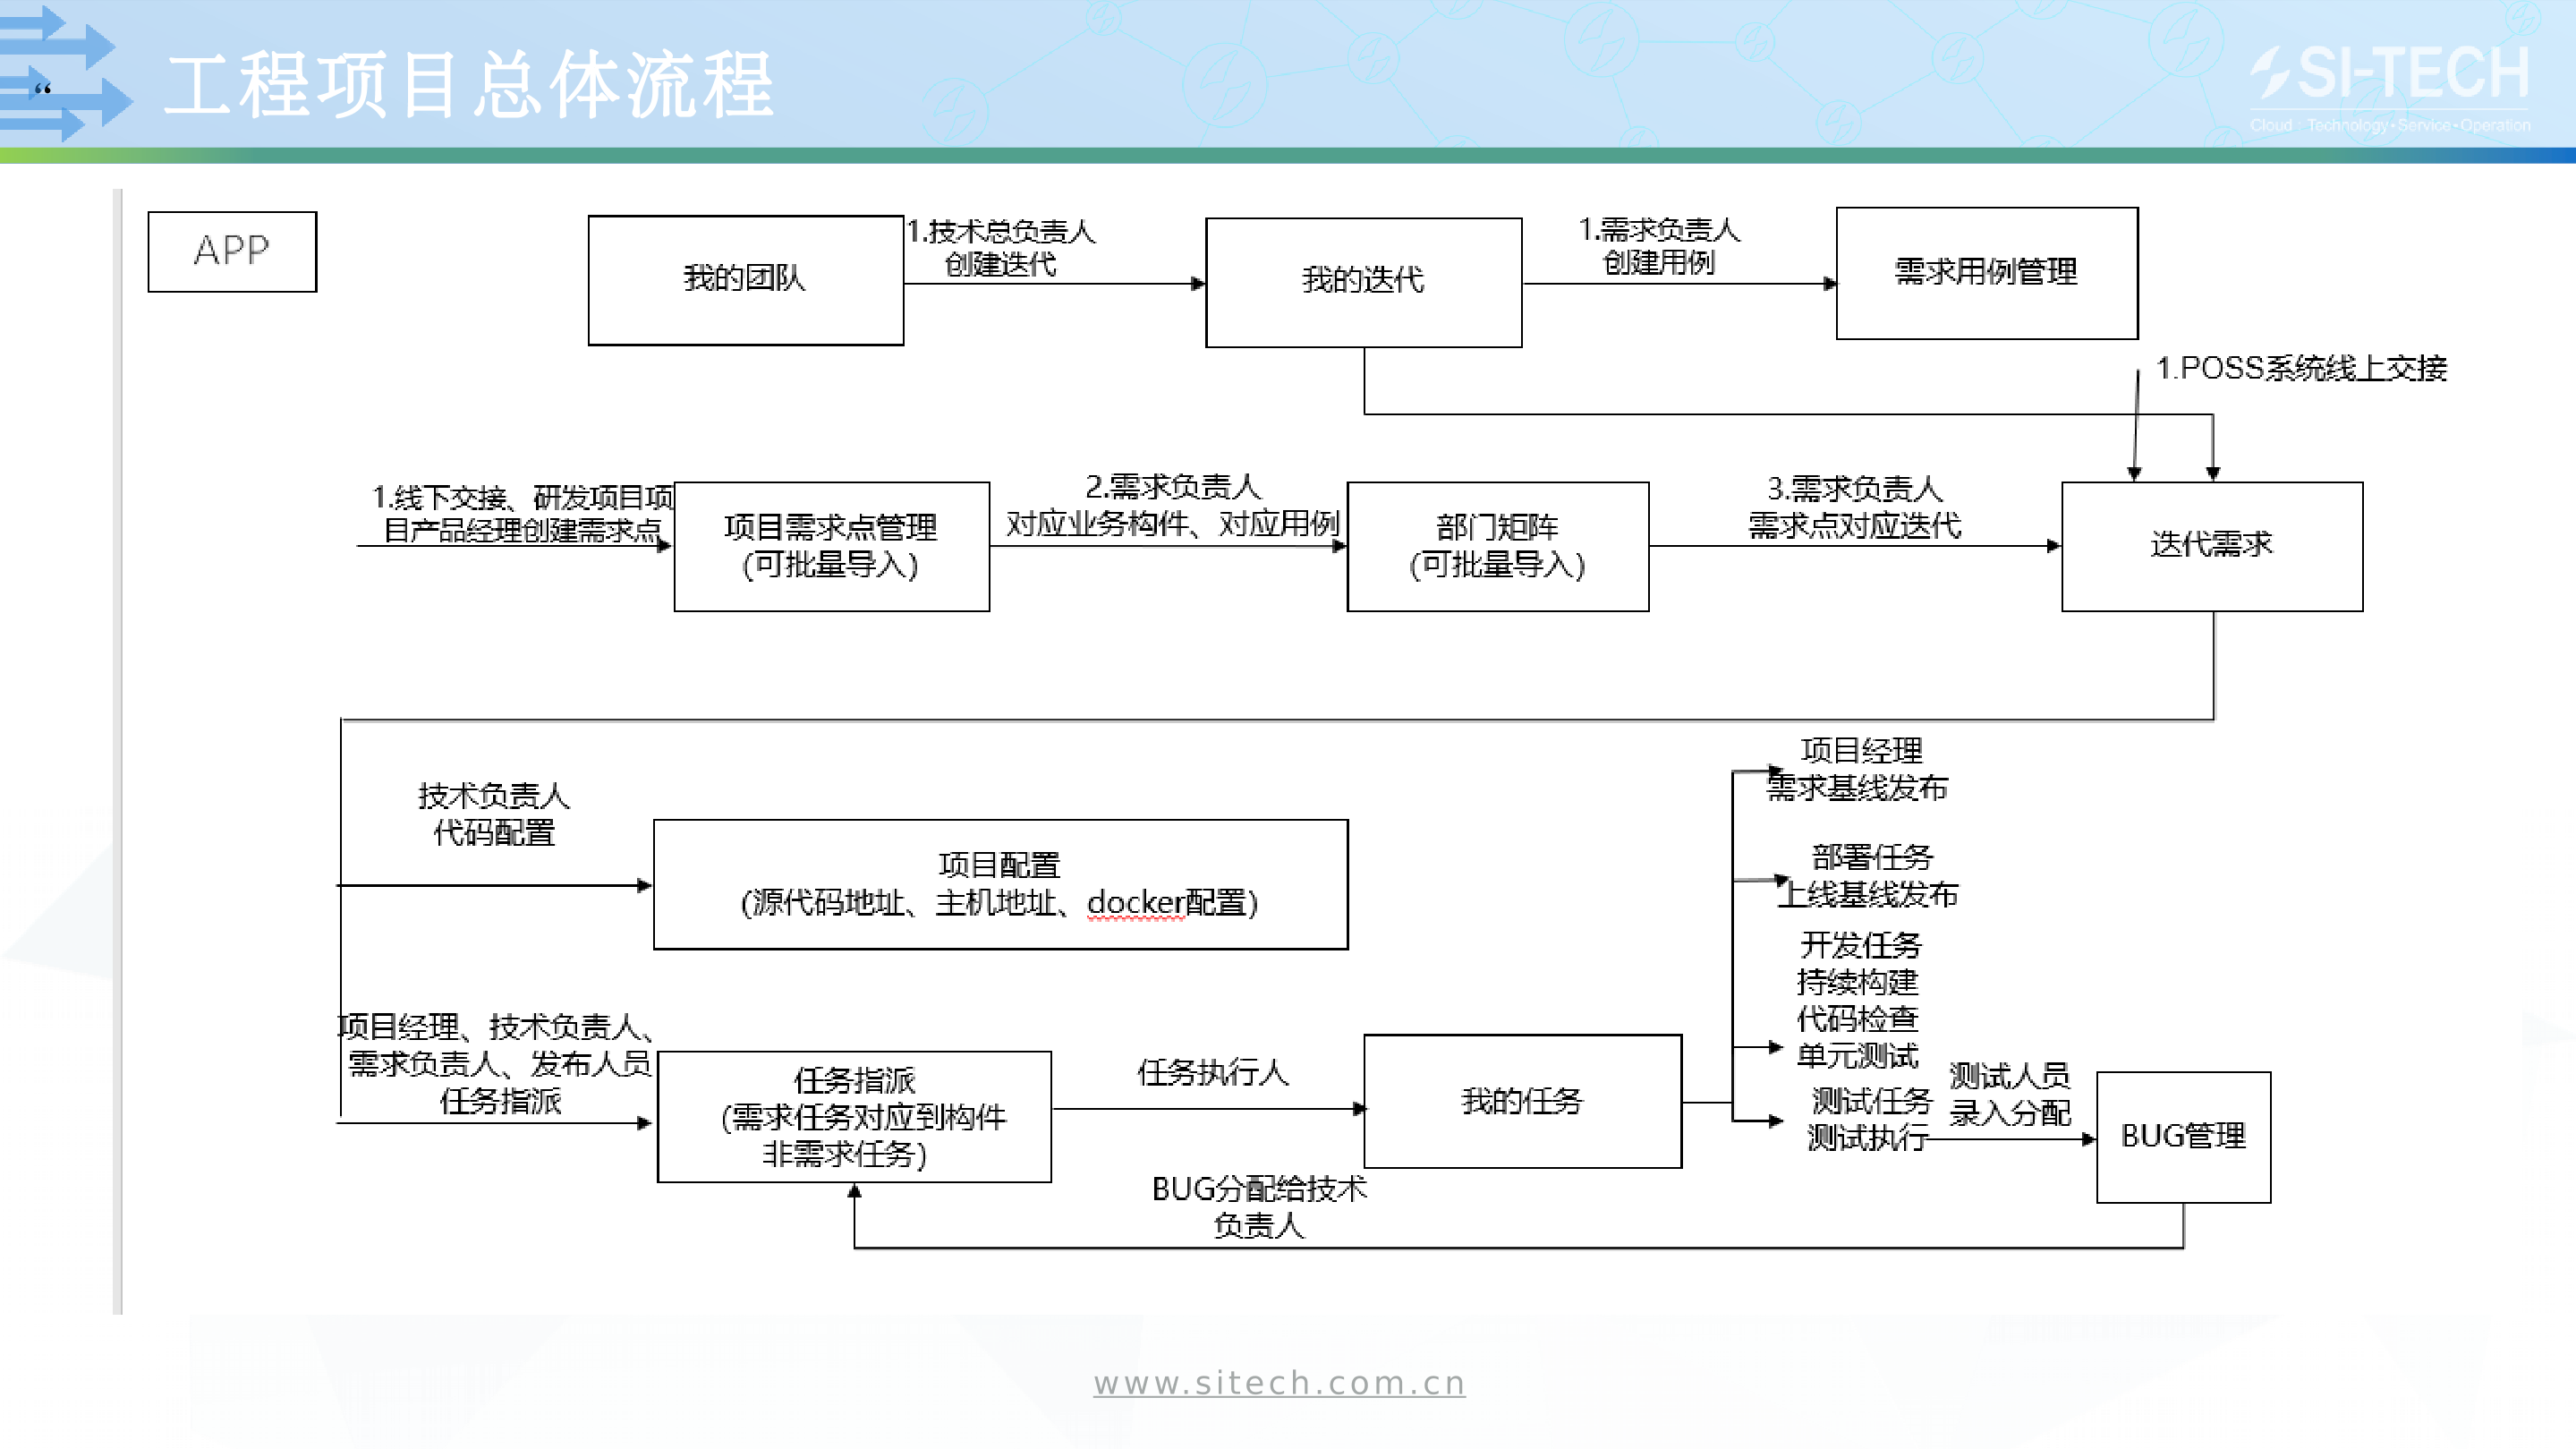 “
工程项目总体流程
SI-TECH
Cloud·Technology·Service·Operation
APP
我的团队
1.技术总负责人
创建迭代
我的迭代
1.需求负责人
创建用例
需求用例管理
1.POSS系统线上交接
1.线下交接、研发项目项
目产品经理创建需求点
项目需求点管理
(可批量导入)
2.需求负责人
对应业务构件、对应用例
部门矩阵
(可批量导入)
3.需求负责人
需求点对应迭代
迭代需求
技术负责人
代码配置
项目配置
(源代码地址、主机地址、docker配置)
项目经理、技术负责人、
需求负责人、发布人员
任务指派
任务指派
(需求任务对应到构件
非需求任务)
任务执行人
我的任务
项目经理
需求基线发布
部署任务
上线基线发布
开发任务
持续构建
代码检查
单元测试
测试任务
测试执行
测试人员
录入分配
BUG管理
BUG分配给技术
负责人
www.sitech.com.cn